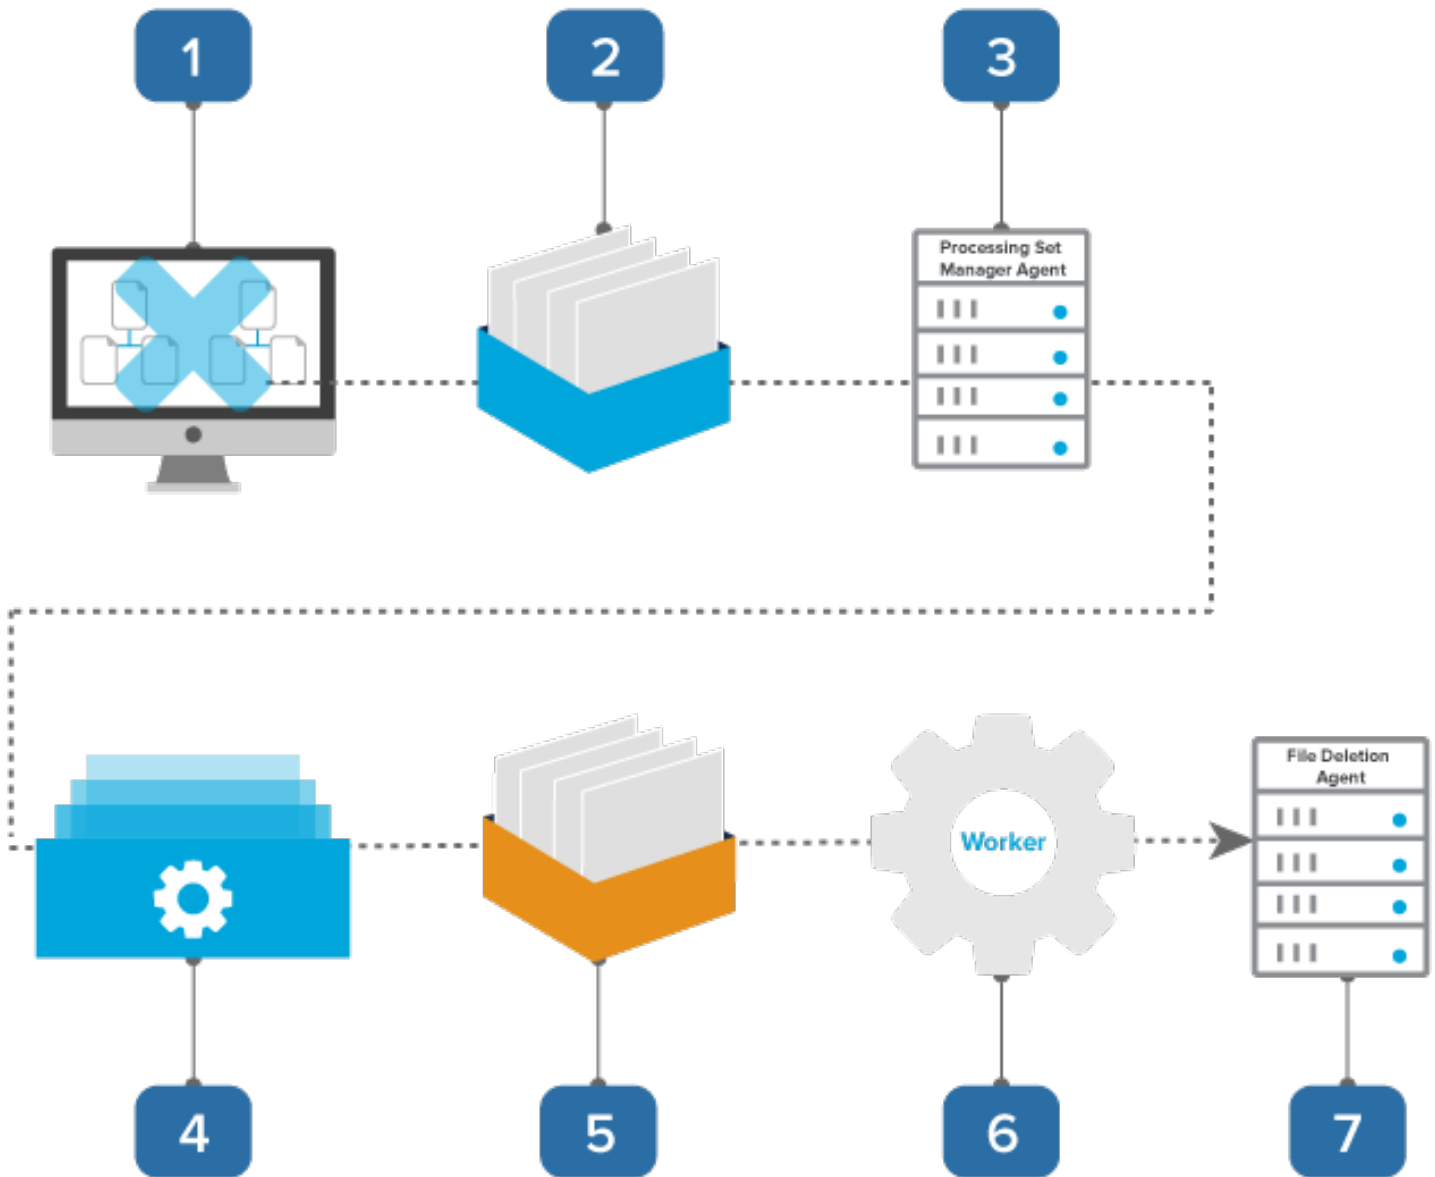 1
2
3
Processing Set
Manager Agent
File Deletion
Agent
Worker
4
5
6
7